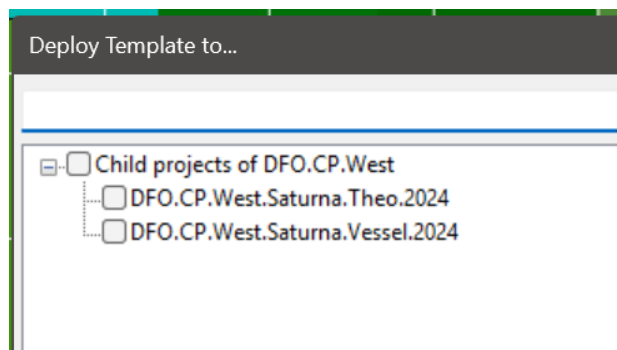 Deploy Template to...
Child projects of DFO.CP.West
DFO.CP.West.Saturna.Theo.2024
DFO.CP.West.Saturna.Vessel.2024